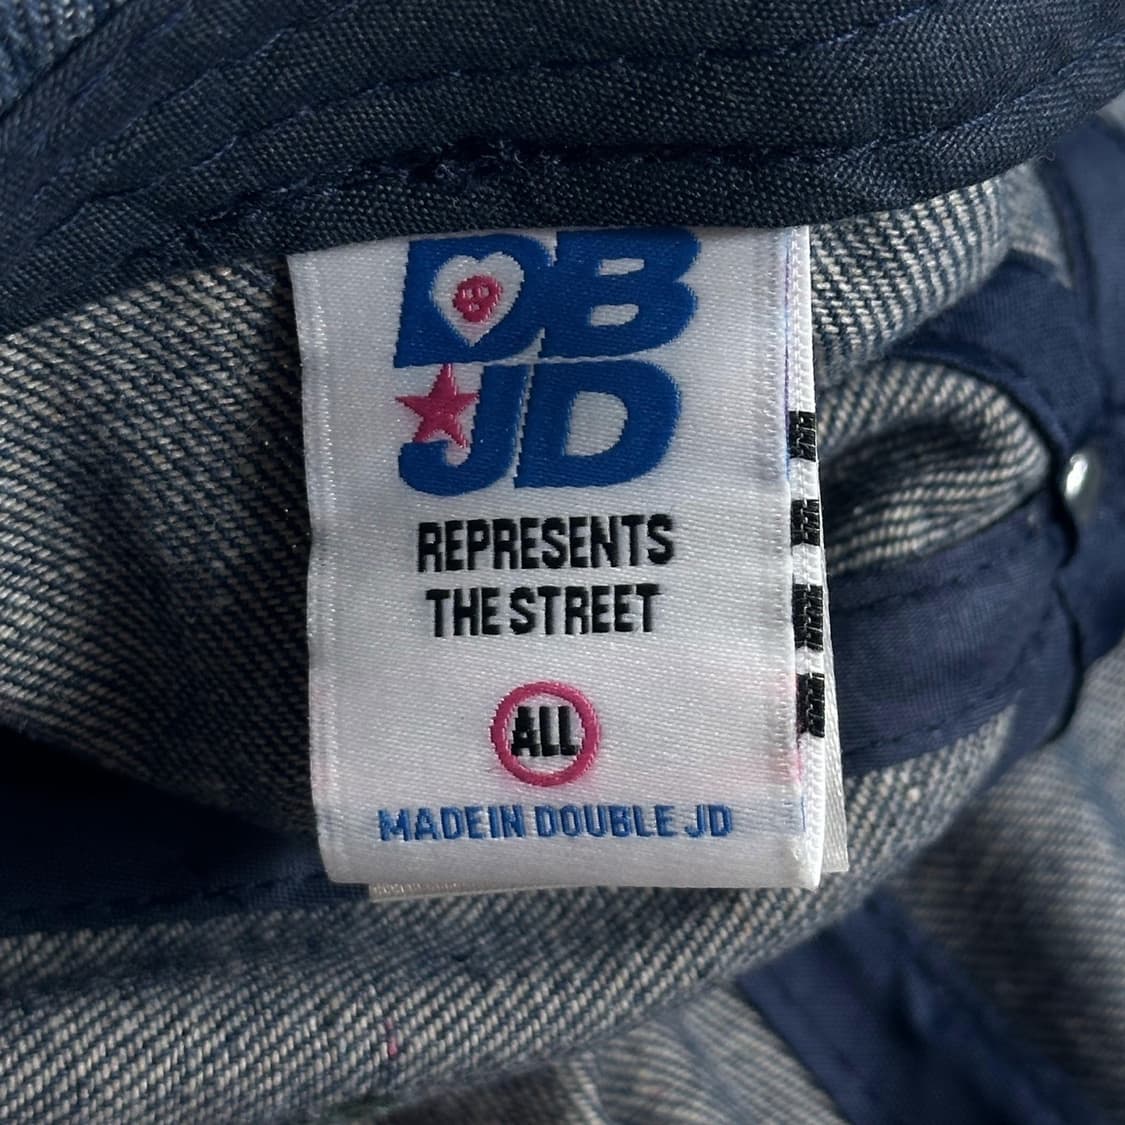 DB
JD
REPRESENTS
THE STREET
ALL
MADE IN DOUBLE JD